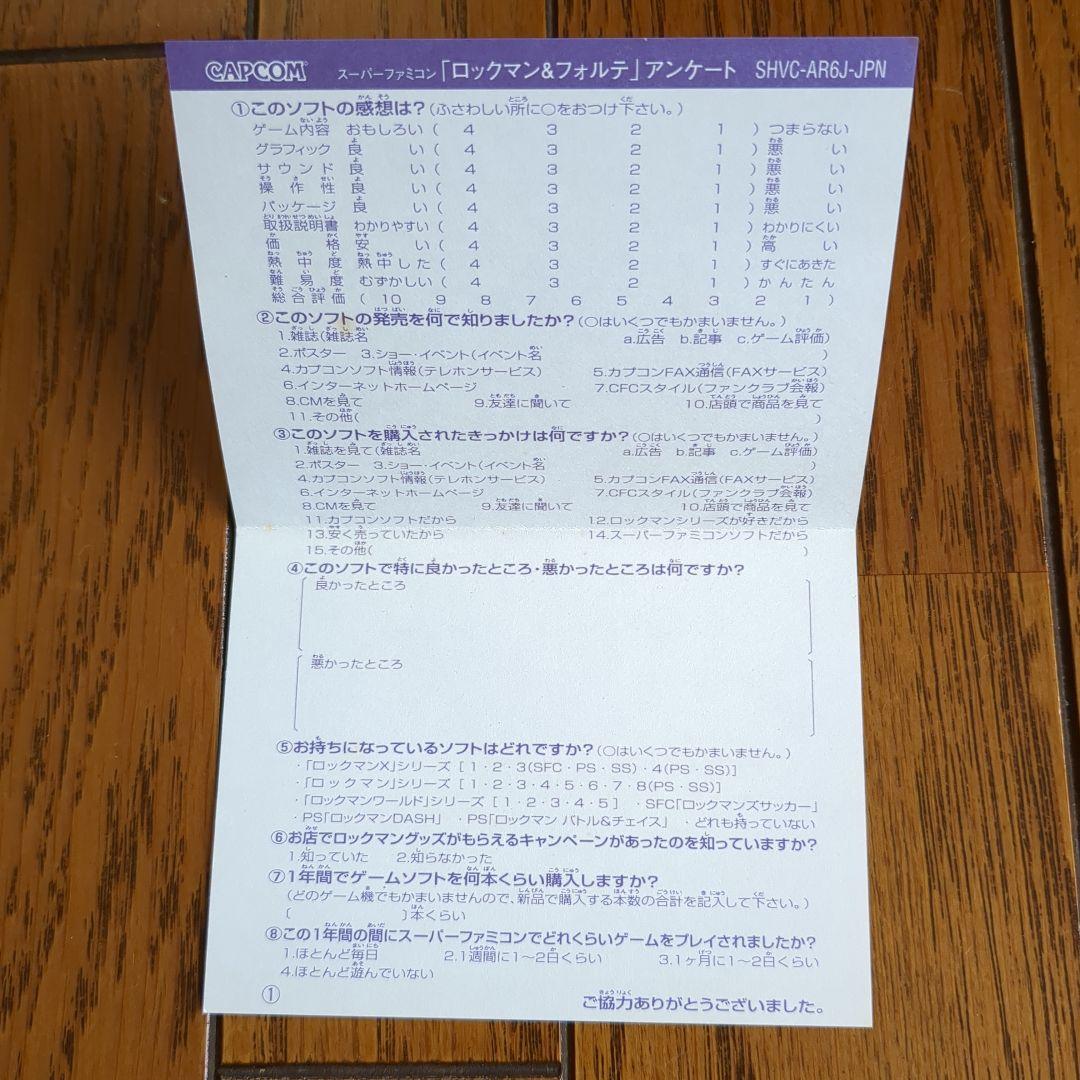 CAPCOM スーパーファミコン「ロックマン&フォルテ」アンケート SHVC-AR6J-JPN
①このソフトの感想は?(ふさわしい所に○をおつけ下さい。)
ゲーム内容 おもしろい( 4 3 2 1 )つまらない
グラフィック 良い( 4 3 2 1 )悪い
サウンド 良い( 4 3 2 1 )悪い
操作性 良い( 4 3 2 1 )悪い
パッケージ 良い( 4 3 2 1 )悪い
取扱説明書 わかりやすい( 4 3 2 1 )わかりにくい
価格 安い( 4 3 2 1 )高い
熱中度 熱中した( 4 3 2 1 )すぐにあきた
難易度 むずかしい( 4 3 2 1 )かんたん
総合評価 ( 10 9 8 7 6 5 4 3 2 1 )
②このソフトの発売を何で知りましたか?(○はいくつでもかまいません。)
1.雑誌(雑誌名 a.広告 b.記事 c.ゲーム評価)
2.ポスター 3.ショー・イベント(イベント名 )
4.カプコンソフト情報(テレホンサービス) 5.カプコンFAX通信(FAXサービス)
6.インターネットホームページ 7.CFCスタイル(ファンクラブ会報)
8.CMを見て 9.友達に聞いて 10.店頭で商品を見て
11.その他( )
③このソフトを購入されたきっかけは何ですか?(○はいくつでもかまいません。)
1.雑誌を見て(雑誌名 a.広告 b.記事 c.ゲーム評価)
2.ポスター 3.ショー・イベント(イベント名 )
4.カプコンソフト情報(テレホンサービス) 5.カプコンFAX通信(FAXサービス)
6.インターネットホームページ 7.CFCスタイル(ファンクラブ会報)
8.CMを見て 9.友達に聞いて 10.店頭で商品を見て
11.カプコンソフトだから 12.ロックマンシリーズが好きだから
13.安く売っていたから 14.スーパーファミコンソフトだから
15.その他( )
④このソフトで特に良かったところ・悪かったところは何ですか?
良かったところ
悪かったところ
⑤お持ちになっているソフトはどれですか?(○はいくつでもかまいません。)
・「ロックマンX」シリーズ [1・2・3(SFC・PS・SS)・4(PS・SS)]
・「ロックマン」シリーズ [1・2・3・4・5・6・7・8(PS・SS)]
・「ロックマンワールド」シリーズ [1・2・3・4・5] ・SFC「ロックマンズサッカー」
・PS「ロックマンDASH」 ・PS「ロックマン バトル&チェイス」 ・どれも持っていない
⑥お店でロックマングッズがもらえるキャンペーンがあったのを知っていますか?
1.知っていた 2.知らなかった
⑦1年間でゲームソフトを何本くらい購入しますか?
(どのゲーム機でもかまいませんので、新品で購入する本数の合計を記入して下さい。)
( )本くらい
⑧この1年間の間にスーパーファミコンでどれくらいゲームをプレイされましたか?
1.ほとんど毎日 2.1週間に1〜2日くらい 3.1ヶ月に1〜2日くらい
4.ほとんど遊んでいない
① ご協力ありがとうございました。